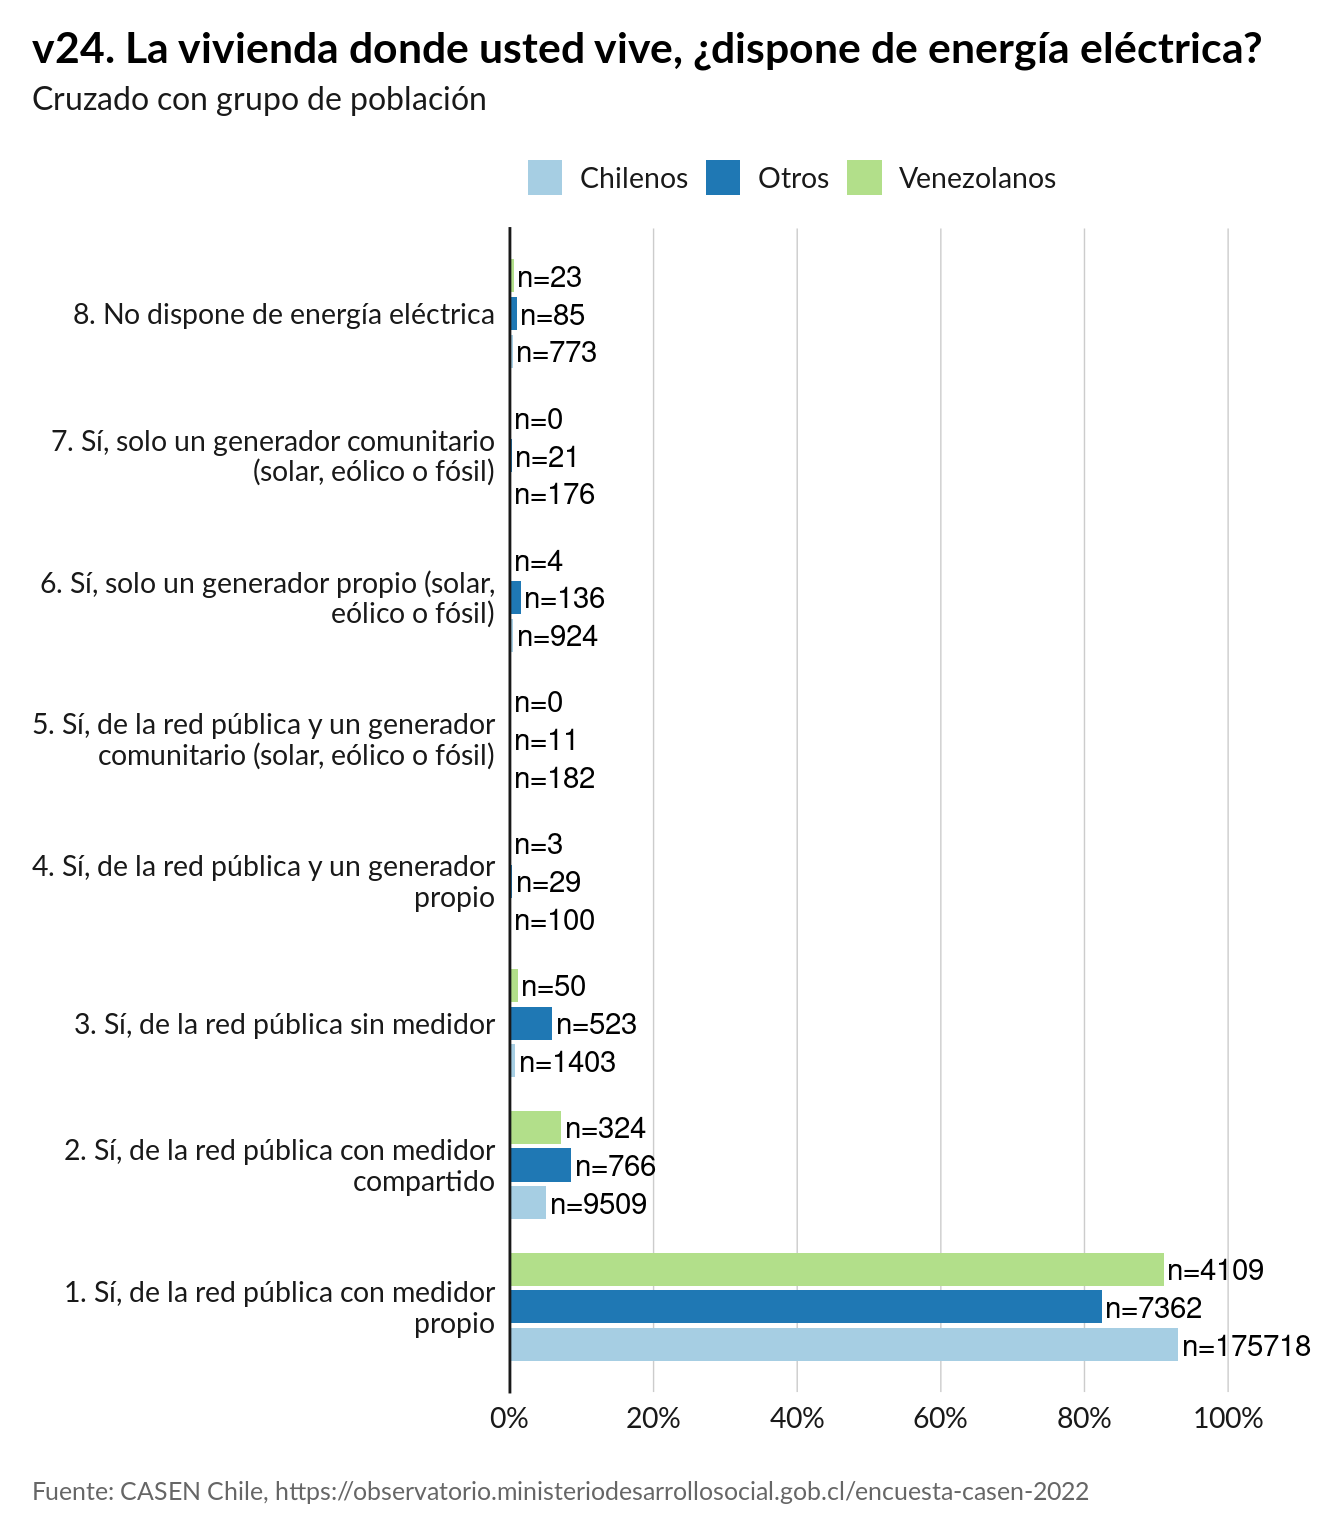 v24. La vivienda donde usted vive, ¿dispone de energía eléctrica?
Cruzado con grupo de población
Chilenos
Otros
Venezolanos
8. No dispone de energía eléctrica
n=23
n=85
n=773
7. Sí, solo un generador comunitario
(solar, eólico o fósil)
n=0
n=21
n=176
6. Sí, solo un generador propio (solar,
eólico o fósil)
n=4
n=136
n=924
5. Sí, de la red pública y un generador
comunitario (solar, eólico o fósil)
n=0
n=11
n=182
4. Sí, de la red pública y un generador
propio
n=3
n=29
n=100
3. Sí, de la red pública sin medidor
n=50
n=523
n=1403
2. Sí, de la red pública con medidor
compartido
n=324
n=766
n=9509
1. Sí, de la red pública con medidor
propio
n=4109
n=7362
n=175718
0%
20%
40%
60%
80%
100%
Fuente: CASEN Chile, https://observatorio.ministeriodesarrollosocial.gob.cl/encuesta-casen-2022